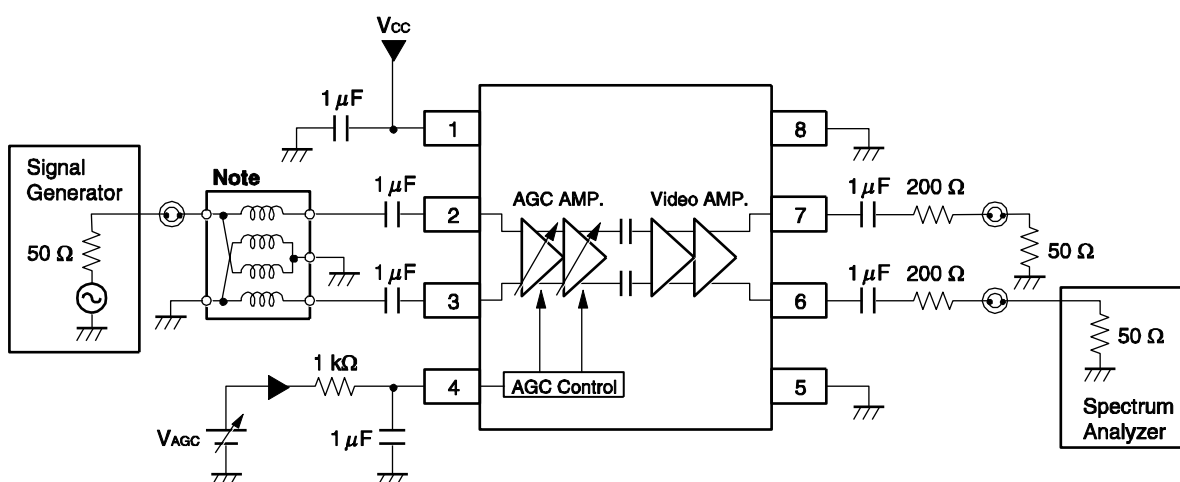 VCC
1 μF
1
8
Signal
Generator
Note
50 Ω
1 μF
2
AGC AMP.
Video AMP.
7
1 μF
200 Ω
50 Ω
1 μF
3
6
1 μF
200 Ω
50 Ω
Spectrum
Analyzer
1 kΩ
4
AGC Control
5
VAGC
1 μF